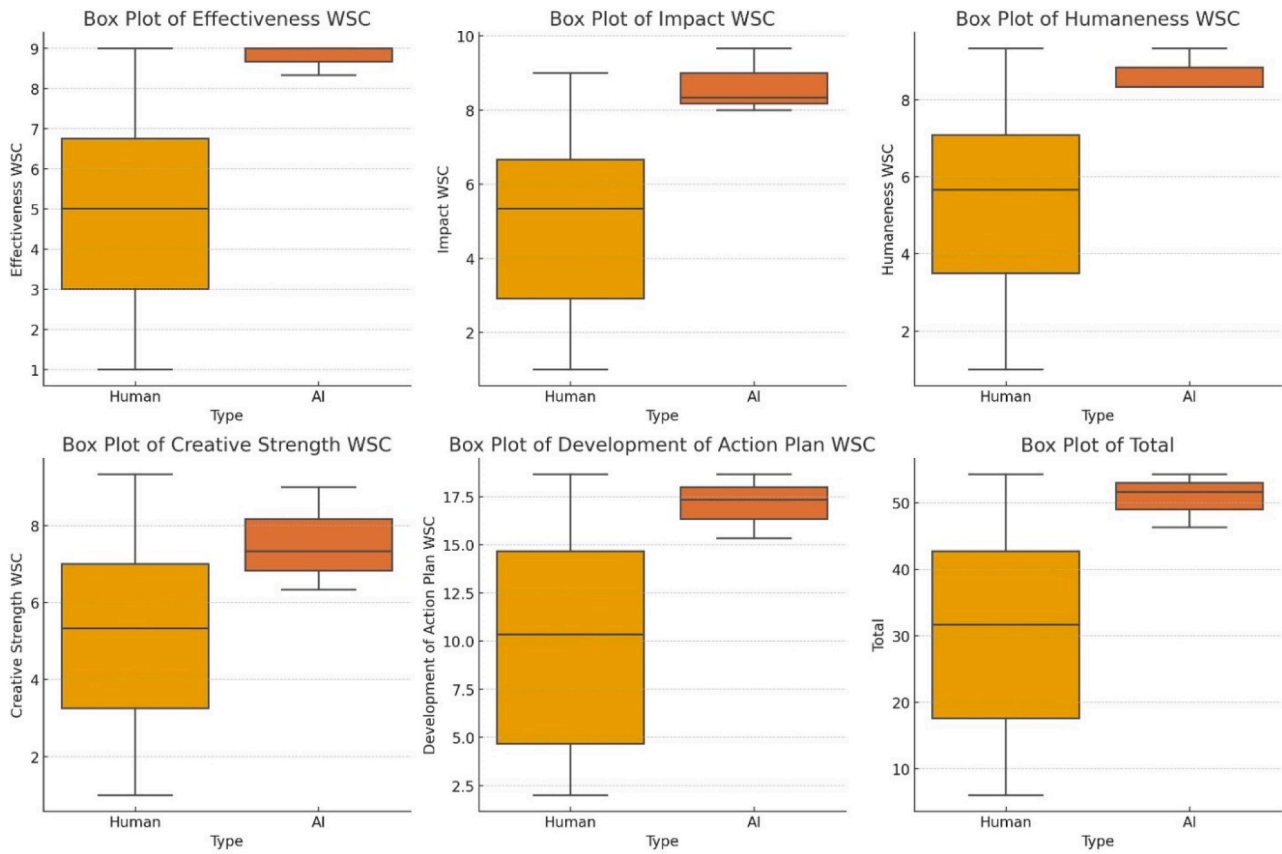 Box Plot of Effectiveness WSC
Effectiveness WSC
9
8
7
6
5
4
3
2
1
Human
AI
Type
Box Plot of Impact WSC
Impact WSC
10
8
6
4
2
Human
AI
Type
Box Plot of Humaneness WSC
Humaneness WSC
8
6
4
2
Human
AI
Type
Box Plot of Creative Strength WSC
Creative Strength WSC
8
6
4
2
Human
AI
Type
Box Plot of Development of Action Plan WSC
Development of Action Plan WSC
17.5
15.0
12.5
10.0
7.5
5.0
2.5
Human
AI
Type
Box Plot of Total
Total
50
40
30
20
10
Human
AI
Type